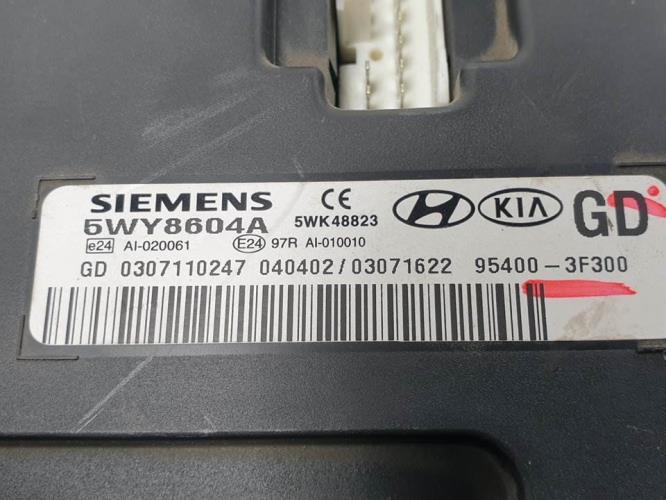 SIEMENS CE HYUNDAI KIA GD
5WY8604A 5WK48823
e24 AI-020061 E24 97R AI-010010
GD 0307110247 040402/03071622 95400-3F300